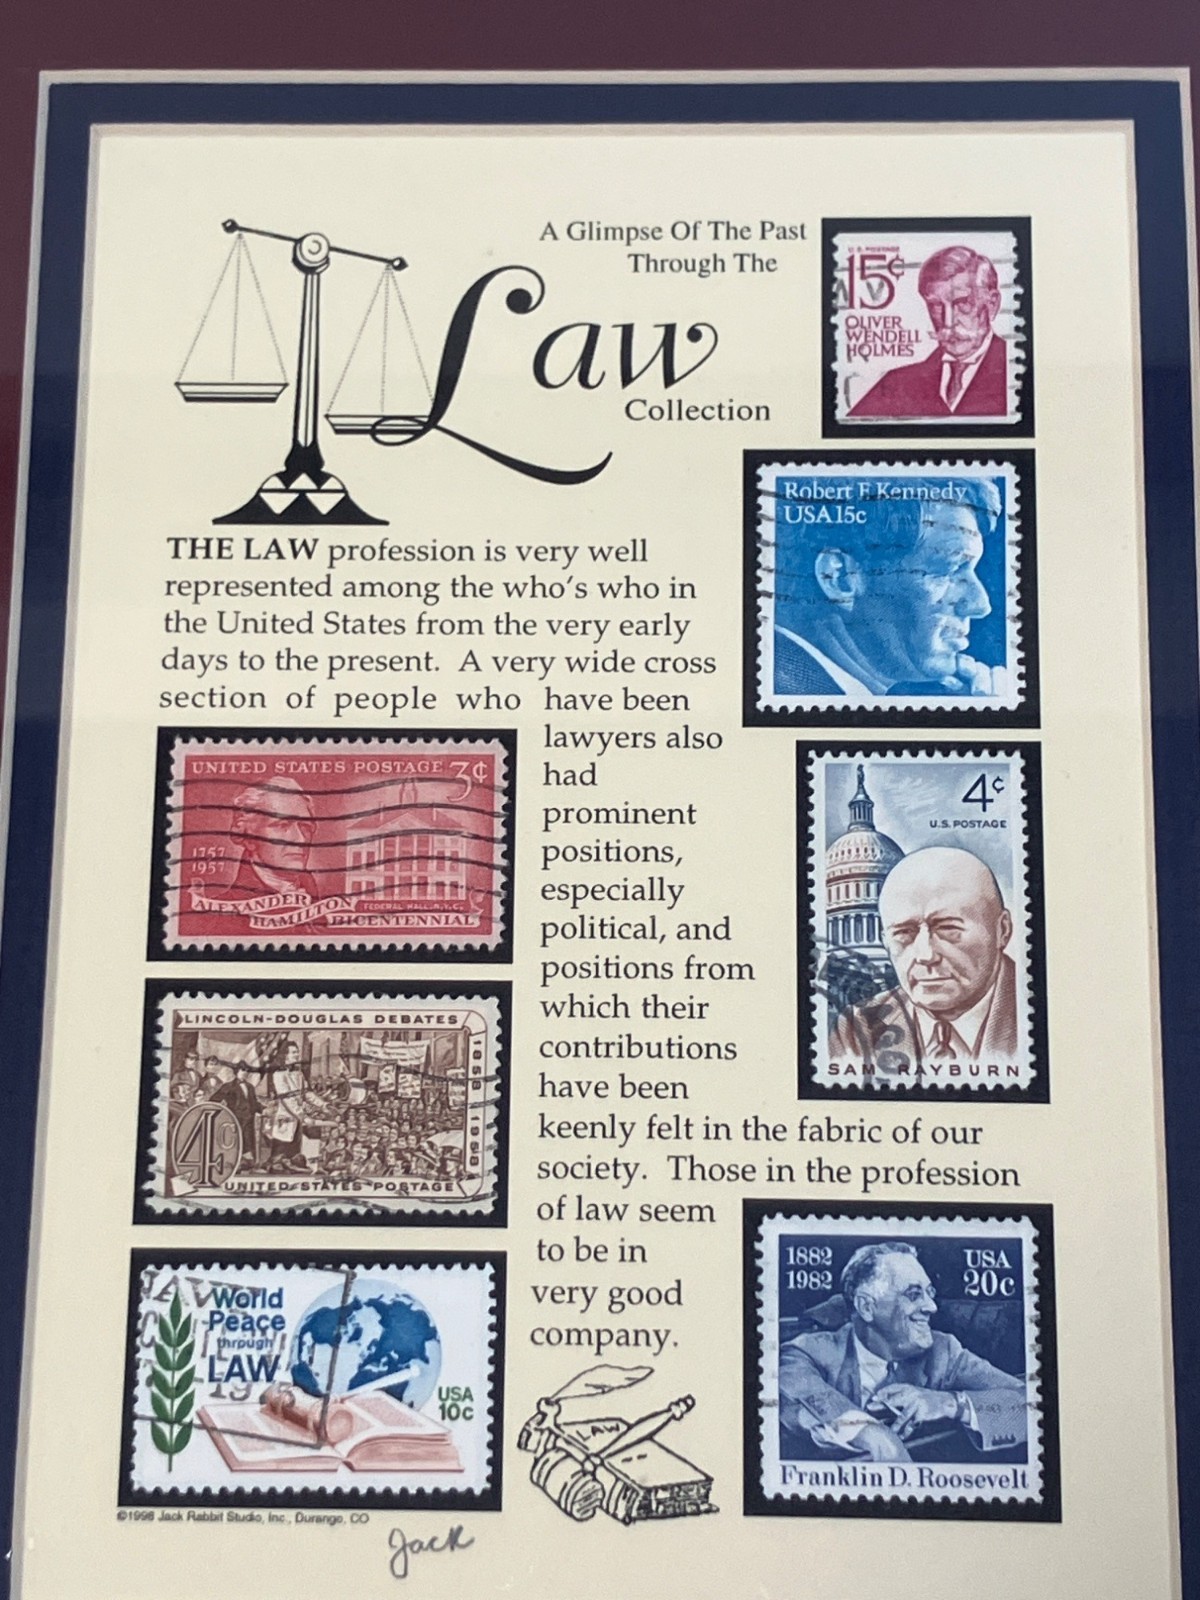 A Glimpse Of The Past
Through The
Law
Collection
U.S. POSTAGE
15¢
OLIVER
WENDELL
HOLMES
Robert F. Kennedy
USA 15c
THE LAW profession is very well
represented among the who's who in
the United States from the very early
days to the present. A very wide cross
section of people who have been
lawyers also
had
prominent
positions,
especially
political, and
positions from
which their
contributions
have been
keenly felt in the fabric of our
society. Those in the profession
of law seem
to be in
very good
company.
UNITED STATES POSTAGE 3¢
1757
1957
ALEXANDER
HAMILTON
FEDERAL HALL, N.Y.C.
BICENTENNIAL
4¢
U.S. POSTAGE
SAM RAYBURN
LINCOLN-DOUGLAS DEBATES
1858 1958
4¢
UNITED STATES POSTAGE
World
Peace
through
LAW
USA
10c
1882
1982
USA
20c
Franklin D. Roosevelt
LAW
©1998 Jack Rabbit Studio, Inc., Durango, CO
Jack